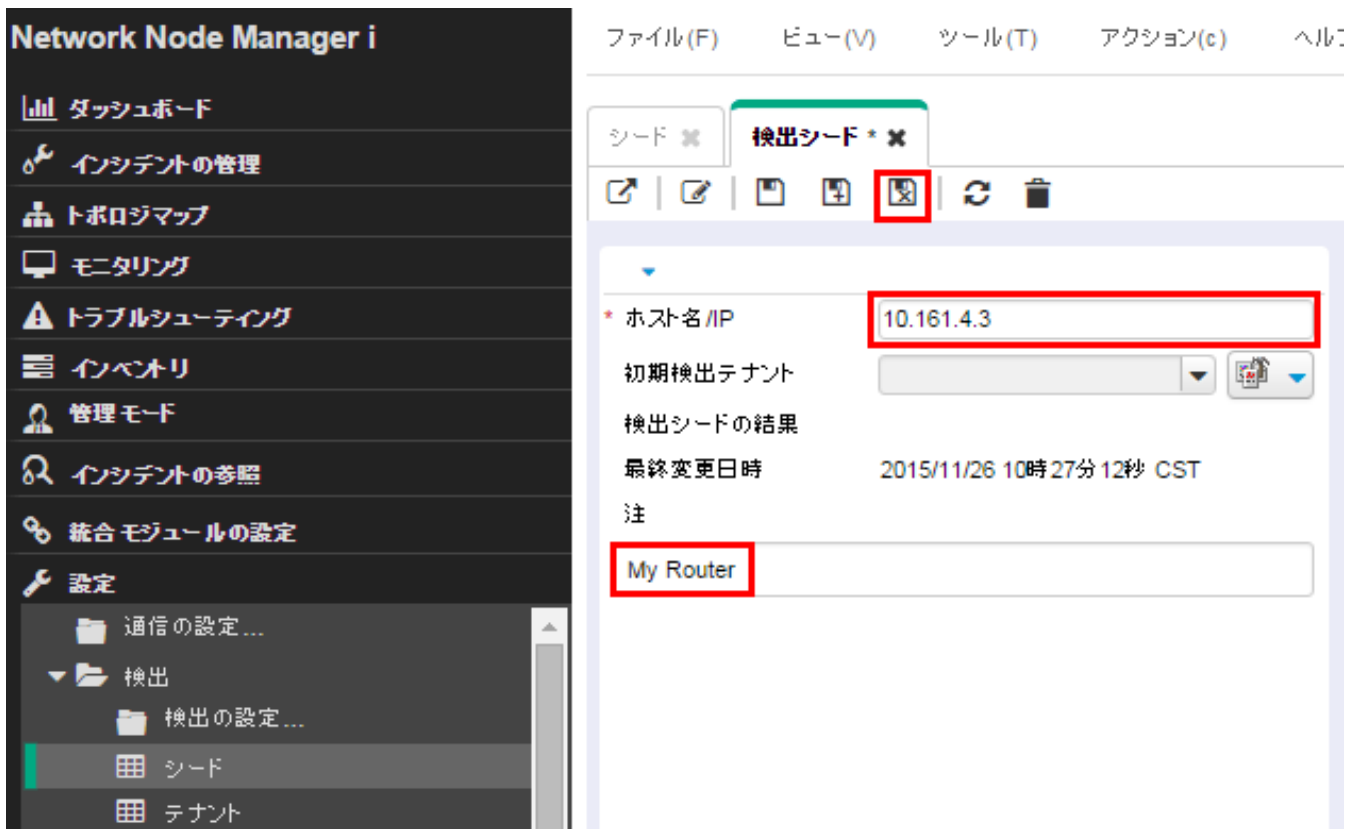 Network Node Manager i
ダッシュボード
インシデントの管理
トポロジマップ
モニタリング
トラブルシューティング
インベントリ
管理モード
インシデントの参照
統合モジュールの設定
設定
通信の設定...
検出
検出の設定...
シード
テナント
ファイル(F) ビュー(V) ツール(T) アクション(c) ヘルプ
シード 検出シード *
* ホスト名/IP 10.161.4.3
初期検出テナント
検出シードの結果
最終変更日時 2015/11/26 10時27分12秒 CST
注
My Router